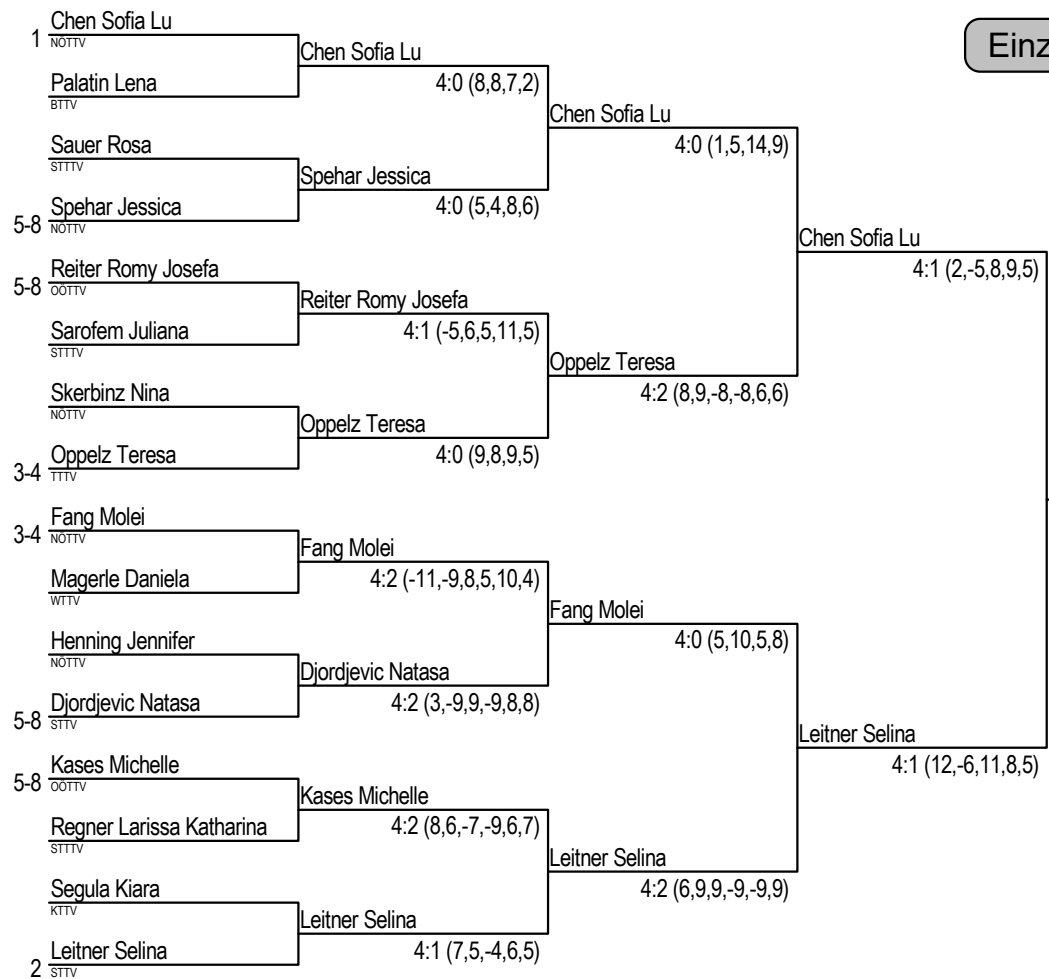 Einz
1 Chen Sofia Lu
NÖTTV
Palatin Lena
BTTV
Sauer Rosa
STTTV
5-8 Spehar Jessica
NÖTTV
5-8 Reiter Romy Josefa
OÖTTV
Sarofem Juliana
STTTV
Skerbinz Nina
NÖTTV
3-4 Oppelz Teresa
TTTV
3-4 Fang Molei
NÖTTV
Magerle Daniela
WTTV
Henning Jennifer
NÖTTV
5-8 Djordjevic Natasa
STTV
5-8 Kases Michelle
OÖTTV
Regner Larissa Katharina
STTTV
Segula Kiara
KTTV
2 Leitner Selina
STTV
Chen Sofia Lu
4:0 (8,8,7,2)
Spehar Jessica
4:0 (5,4,8,6)
Reiter Romy Josefa
4:1 (-5,6,5,11,5)
Oppelz Teresa
4:0 (9,8,9,5)
Fang Molei
4:2 (-11,-9,8,5,10,4)
Djordjevic Natasa
4:2 (3,-9,9,-9,8,8)
Kases Michelle
4:2 (8,6,-7,-9,6,7)
Leitner Selina
4:1 (7,5,-4,6,5)
Chen Sofia Lu
4:0 (1,5,14,9)
Oppelz Teresa
4:2 (8,9,-8,-8,6,6)
Fang Molei
4:0 (5,10,5,8)
Leitner Selina
4:2 (6,9,9,-9,-9,9)
Chen Sofia Lu
4:1 (2,-5,8,9,5)
Leitner Selina
4:1 (12,-6,11,8,5)